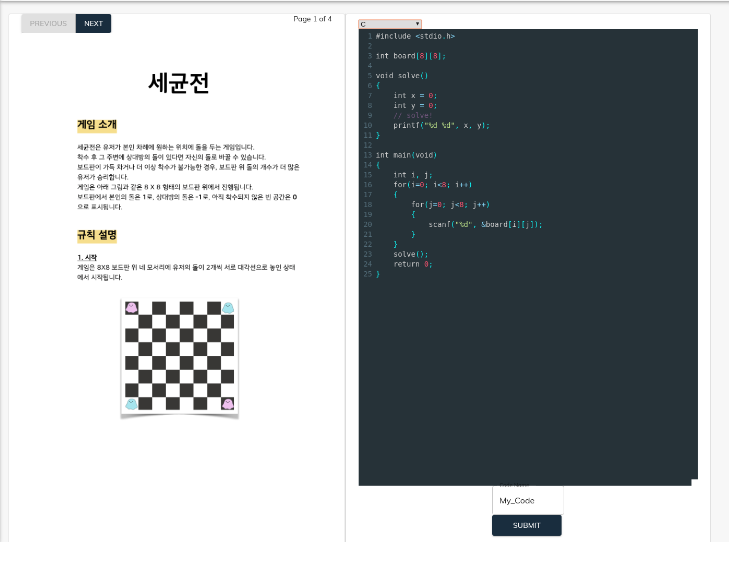 PREVIOUS
NEXT
Page 1 of 4
세균전
게임 소개
세균전은 유저가 본인 차례에 원하는 위치에 돌을 두는 게임입니다.
착수 후 그 주변에 상대방의 돌이 있다면 자신의 돌로 바꿀 수 있습니다.
보드판이 가득 차거나 더 이상 착수가 불가능한 경우, 보드판 위 돌의 개수가 더 많은
유저가 승리합니다.
게임은 아래 그림과 같은 8 X 8 형태의 보드판 위에서 진행됩니다.
보드판에서 본인의 돌은 1로, 상대방의 돌은 -1로, 아직 착수되지 않은 빈 공간은 0
으로 표시됩니다.
규칙 설명
1. 시작
게임은 8X8 보드판 위 네 모서리에 유저의 돌이 2개씩 서로 대각선으로 놓인 상태
에서 시작됩니다.
C
1 #include <stdio.h>
2
3 int board[8][8];
4
5 void solve()
6 {
7 int x = 0;
8 int y = 0;
9 // solve!
10 printf("%d %d", x, y);
11 }
12
13 int main(void)
14 {
15 int i, j;
16 for(i=0; i<8; i++)
17 {
18 for(j=0; j<8; j++)
19 {
20 scanf("%d", &board[i][j]);
21 }
22 }
23 solve();
24 return 0;
25 }
My_Code
SUBMIT